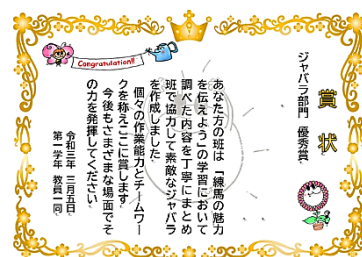 Congratulation!!
賞状
ジャバラ部門　優秀賞
あなた方の班は「練馬の魅力
を伝えよう」の学習において
調べた内容を丁寧にまとめ
班で協力して素敵なジャバラ
を作成しました。
個々の作業能力とチームワー
クを称えここに賞します。
今後もさまざまな場面でそ
の力を発揮してください。
令和三年　三月五日
第一学年　教員一同